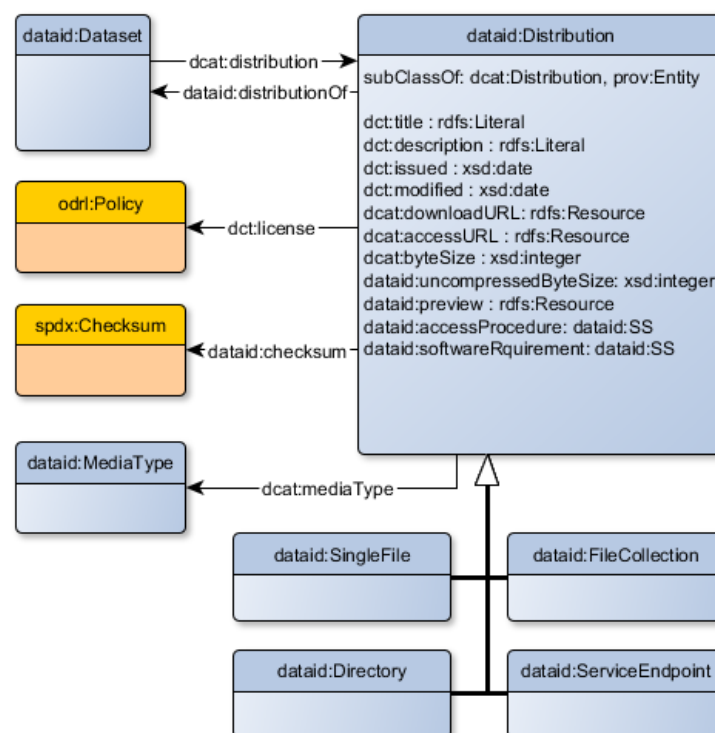 dataid:Dataset
dcat:distribution
dataid:distributionOf
dataid:Distribution
subClassOf: dcat:Distribution, prov:Entity
dct:title : rdfs:Literal
dct:description : rdfs:Literal
dct:issued : xsd:date
dct:modified : xsd:date
dcat:downloadURL: rdfs:Resource
dcat:accessURL : rdfs:Resource
dcat:byteSize : xsd:integer
dataid:uncompressedByteSize: xsd:integer
dataid:preview : rdfs:Resource
dataid:accessProcedure: dataid:SS
dataid:softwareRquirement: dataid:SS
odrl:Policy
dct:license
spdx:Checksum
dataid:checksum
dataid:MediaType
dcat:mediaType
dataid:SingleFile
dataid:FileCollection
dataid:Directory
dataid:ServiceEndpoint